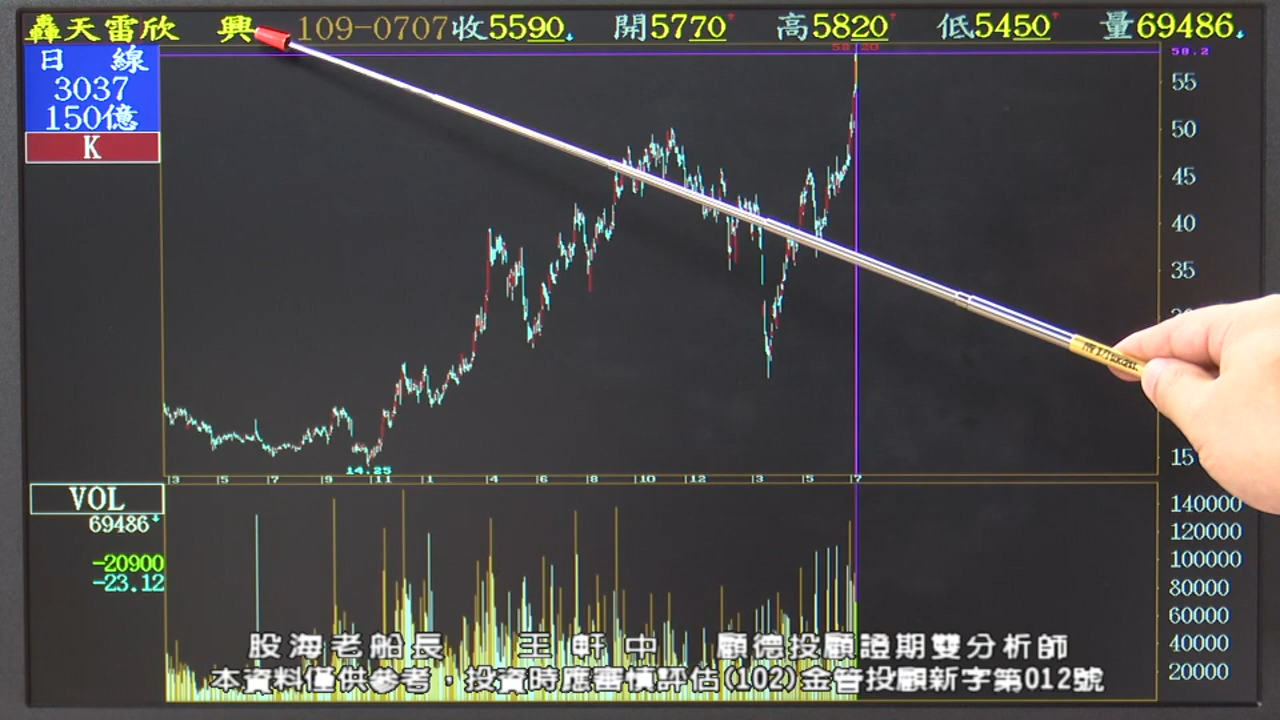 轟天雷欣 興 109-0707收5590 開5770 高5820 低5450 量69486
日 線
3037
150億
K
58.20
58.2
55
50
45
40
35
15
14.25
3 5 7 9 11 1 4 6 8 10 12 3 5 7
VOL
69486
-20900
-23.12
140000
120000
100000
80000
60000
40000
20000
股海老船長 王軒中 顧德投顧證期雙分析師
本資料僅供參考，投資時應審慎評估(102)金管投顧新字第012號